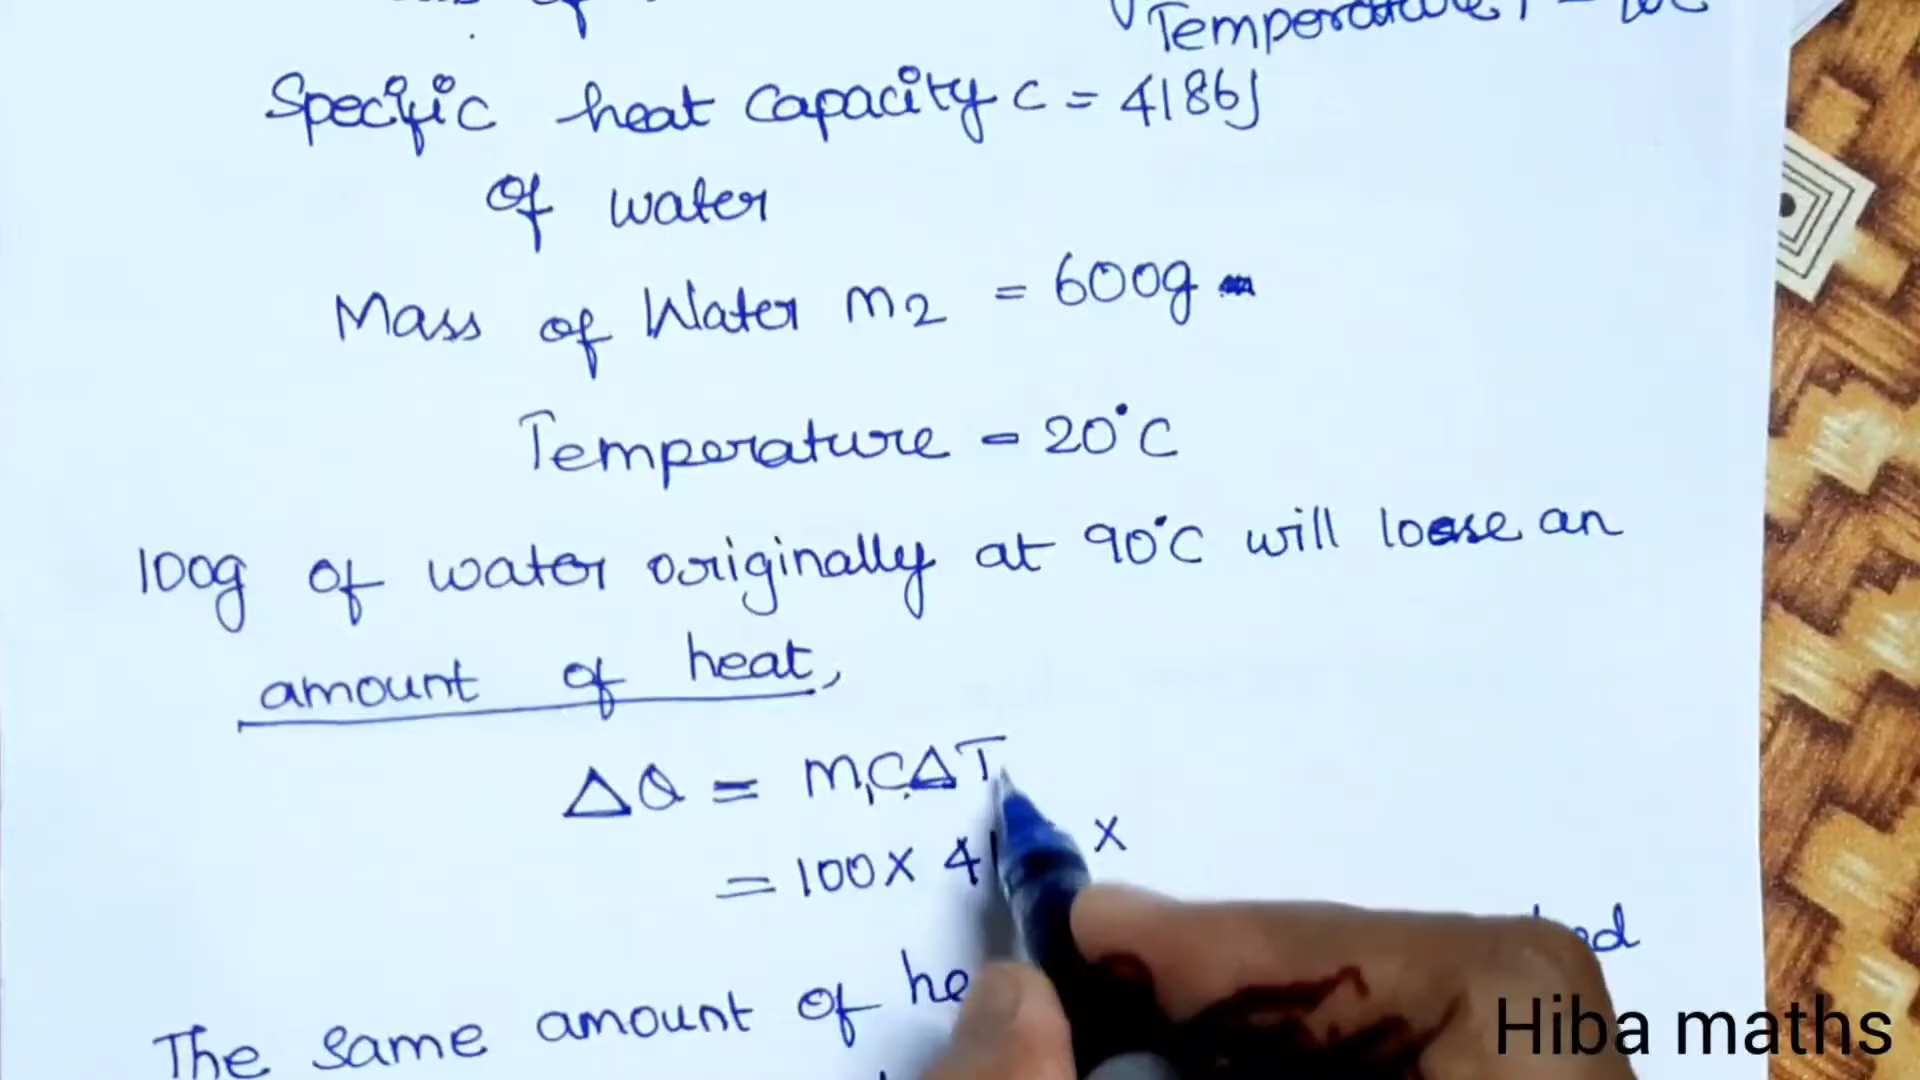 Temperature
Specific heat capacity c = 4186J
of water
Mass of Water m2 = 600g
Temperature - 20°C
100g of water originally at 90°C will loose an
amount of heat,
ΔQ = m1CΔT
= 100 x 41 x
The same amount of he
Hiba maths